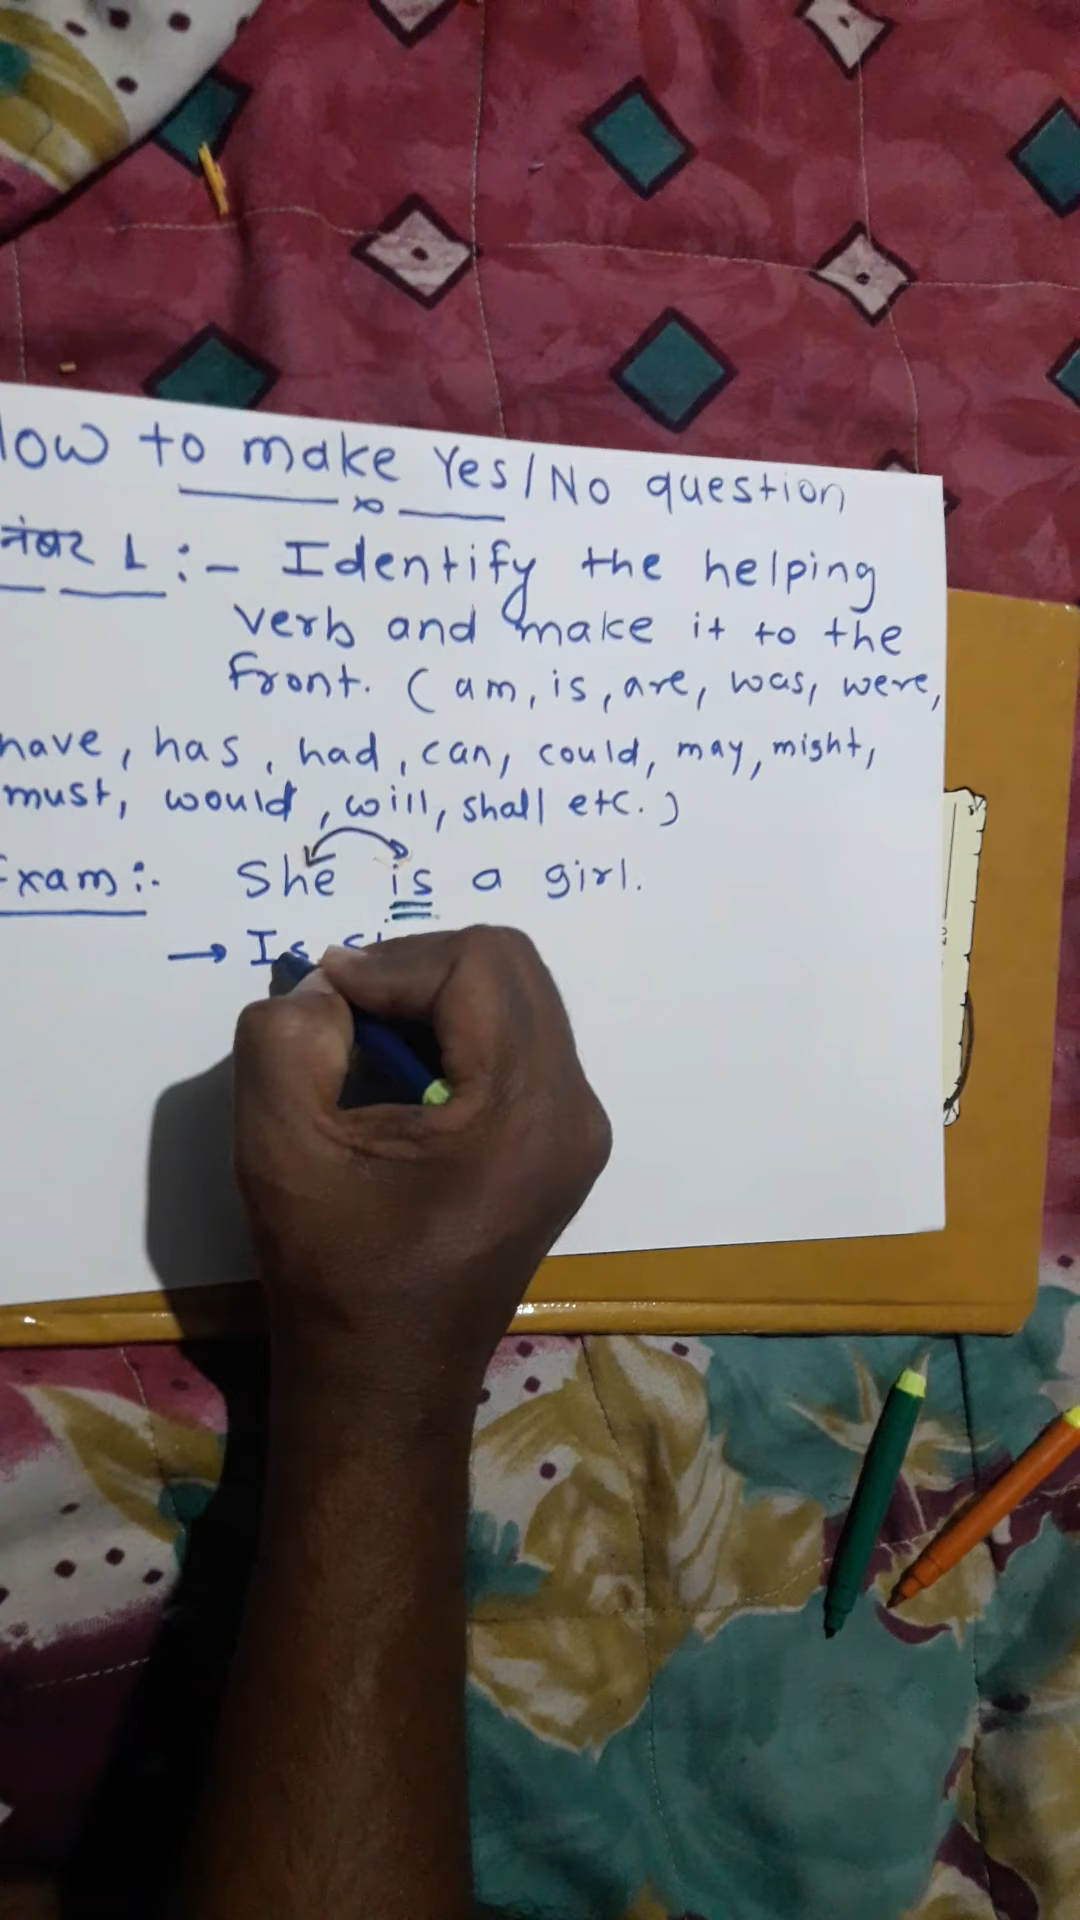 How to make Yes/No question
नंबर 1 :- Identify the helping
verb and make it to the
front. ( am, is, are, was, were,
have, has, had, can, could, may, might,
must, would, will, shall etc. )
Exam :- She is a girl.
→ Is